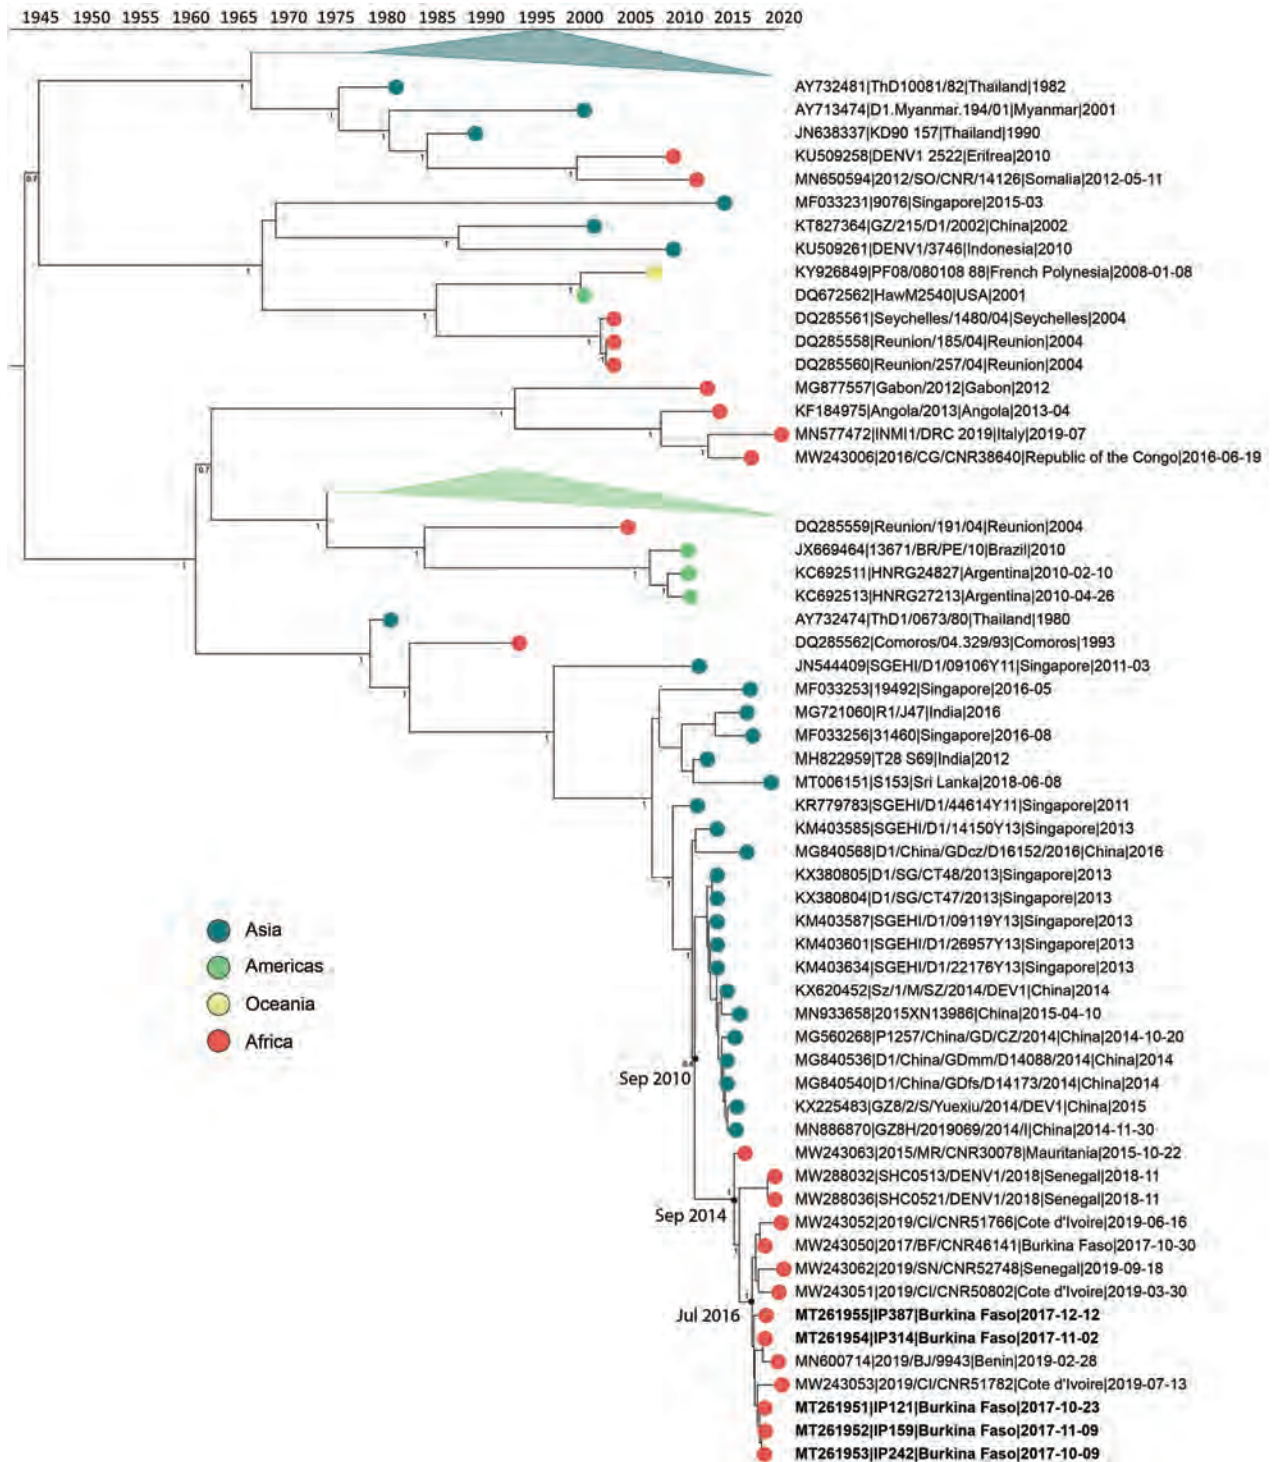 1945 1950 1955 1960 1965 1970 1975 1980 1985 1990 1995 2000 2005 2010 2015 2020
AY732481|ThD10081/82|Thailand|1982
AY713474|D1.Myanmar.194/01|Myanmar|2001
JN638337|KD90 157|Thailand|1990
KU509258|DENV1 2522|Eritrea|2010
MN650594|2012/SO/CNR/14126|Somalia|2012-05-11
MF033231|9076|Singapore|2015-03
KT827364|GZ/215/D1/2002|China|2002
KU509261|DENV1/3746|Indonesia|2010
KY926849|PF08/080108 88|French Polynesia|2008-01-08
DQ672562|HawM2540|USA|2001
DQ285561|Seychelles/1480/04|Seychelles|2004
DQ285558|Reunion/185/04|Reunion|2004
DQ285560|Reunion/257/04|Reunion|2004
MG877557|Gabon/2012|Gabon|2012
KF184975|Angola/2013|Angola|2013-04
MN577472|INMI1/DRC 2019|Italy|2019-07
MW243006|2016/CG/CNR38640|Republic of the Congo|2016-06-19
DQ285559|Reunion/191/04|Reunion|2004
JX669464|13671/BR/PE/10|Brazil|2010
KC692511|HNRG24827|Argentina|2010-02-10
KC692513|HNRG27213|Argentina|2010-04-26
AY732474|ThD1/0673/80|Thailand|1980
DQ285562|Comoros/04.329/93|Comoros|1993
JN544409|SGEHI/D1/09106Y11|Singapore|2011-03
MF033253|19492|Singapore|2016-05
MG721060|R1/J47|India|2016
MF033256|31460|Singapore|2016-08
MH822959|T28 S69|India|2012
MT006151|S153|Sri Lanka|2018-06-08
KR779783|SGEHI/D1/44614Y11|Singapore|2011
KM403585|SGEHI/D1/14150Y13|Singapore|2013
MG840568|D1/China/GDcz/D16152/2016|China|2016
KX380805|D1/SG/CT48/2013|Singapore|2013
KX380804|D1/SG/CT47/2013|Singapore|2013
KM403587|SGEHI/D1/09119Y13|Singapore|2013
KM403601|SGEHI/D1/26957Y13|Singapore|2013
KM403634|SGEHI/D1/22176Y13|Singapore|2013
KX620452|Sz/1/M/SZ/2014/DEV1|China|2014
MN933658|2015XN13986|China|2015-04-10
MG560268|P1257/China/GD/CZ/2014|China|2014-10-20
MG840536|D1/China/GDmm/D14088/2014|China|2014
MG840540|D1/China/GDfs/D14173/2014|China|2014
KX225483|GZ8/2/S/Yuexiu/2014/DEV1|China|2015
MN886870|GZ8H/2019069/2014/I|China|2014-11-30
MW243063|2015/MR/CNR30078|Mauritania|2015-10-22
MW288032|SHC0513/DENV1/2018|Senegal|2018-11
MW288036|SHC0521/DENV1/2018|Senegal|2018-11
MW243052|2019/CI/CNR51766|Cote d'Ivoire|2019-06-16
MW243050|2017/BF/CNR46141|Burkina Faso|2017-10-30
MW243062|2019/SN/CNR52748|Senegal|2019-09-18
MW243051|2019/CI/CNR50802|Cote d'Ivoire|2019-03-30
MT261955|IP387|Burkina Faso|2017-12-12
MT261954|IP314|Burkina Faso|2017-11-02
MN600714|2019/BJ/9943|Benin|2019-02-28
MW243053|2019/CI/CNR51782|Cote d'Ivoire|2019-07-13
MT261951|IP121|Burkina Faso|2017-10-23
MT261952|IP159|Burkina Faso|2017-11-09
MT261953|IP242|Burkina Faso|2017-10-09
0.7
0.7
Asia
Americas
Oceania
Africa
Sep 2010
Sep 2014
Jul 2016